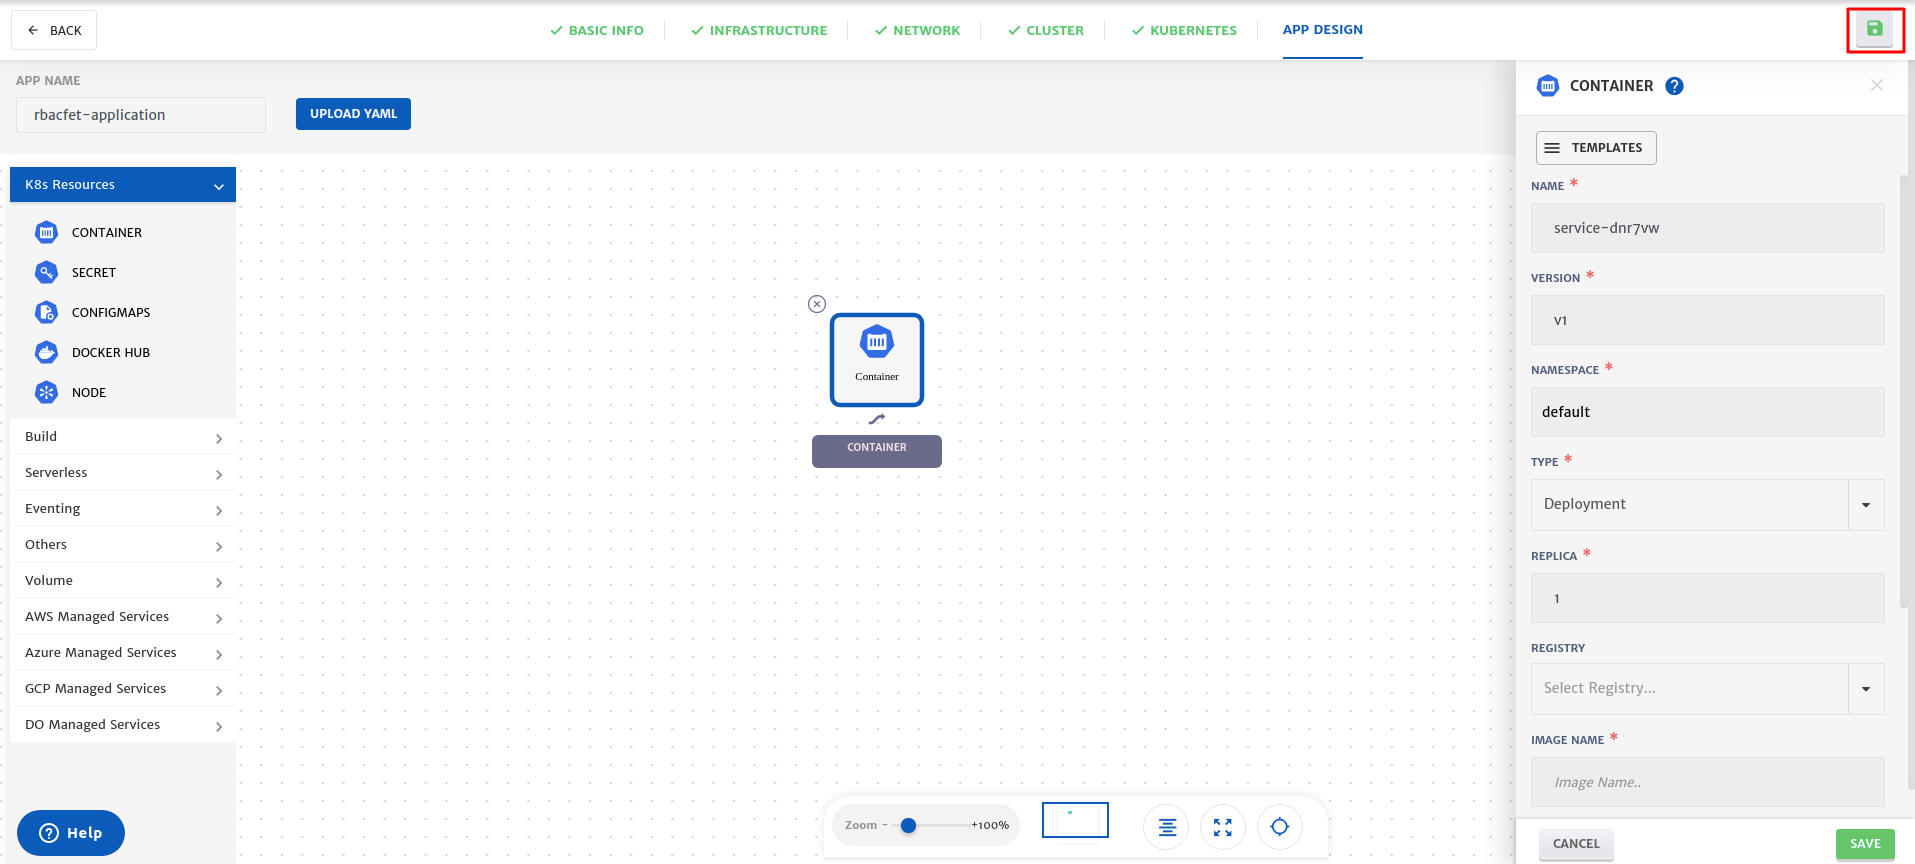 BACK
BASIC INFO
INFRASTRUCTURE
NETWORK
CLUSTER
KUBERNETES
APP DESIGN
APP NAME
rbacfet-application
UPLOAD YAML
K8s Resources
CONTAINER
SECRET
CONFIGMAPS
DOCKER HUB
NODE
Build
Serverless
Eventing
Others
Volume
AWS Managed Services
Azure Managed Services
GCP Managed Services
DO Managed Services
? Help
Container
CONTAINER
Zoom - +100%
CONTAINER ?
TEMPLATES
NAME *
service-dnr7vw
VERSION *
v1
NAMESPACE *
default
TYPE *
Deployment
REPLICA *
1
REGISTRY
Select Registry...
IMAGE NAME *
Image Name..
CANCEL
SAVE